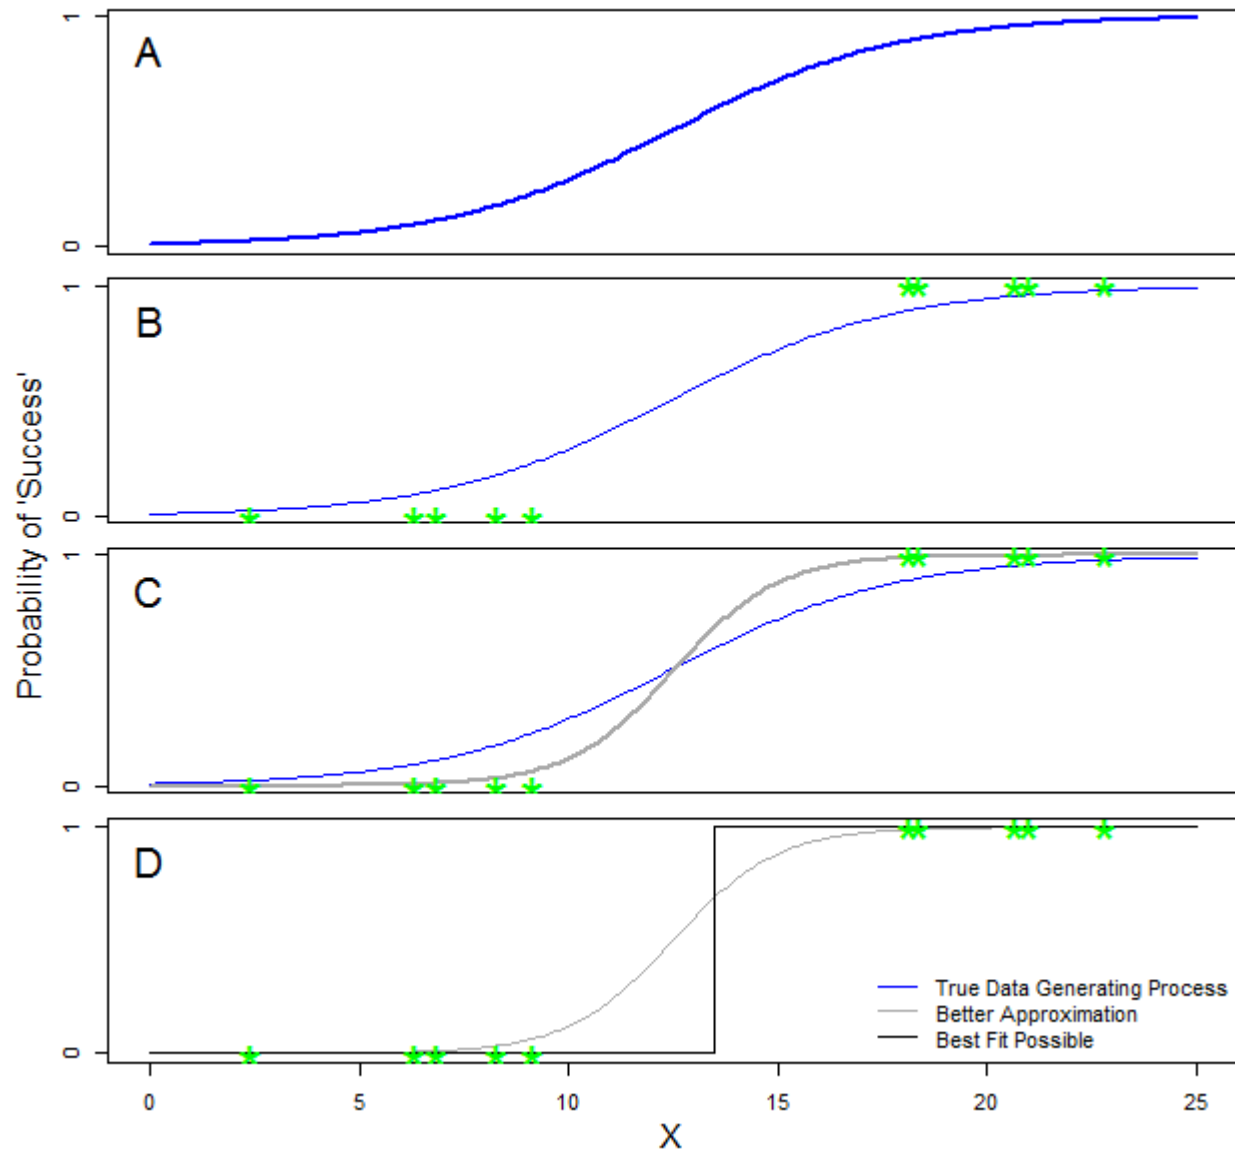 A
1
0
B
1
0
C
1
0
D
1
0
Probability of 'Success'
True Data Generating Process
Better Approximation
Best Fit Possible
0 5 10 15 20 25
X